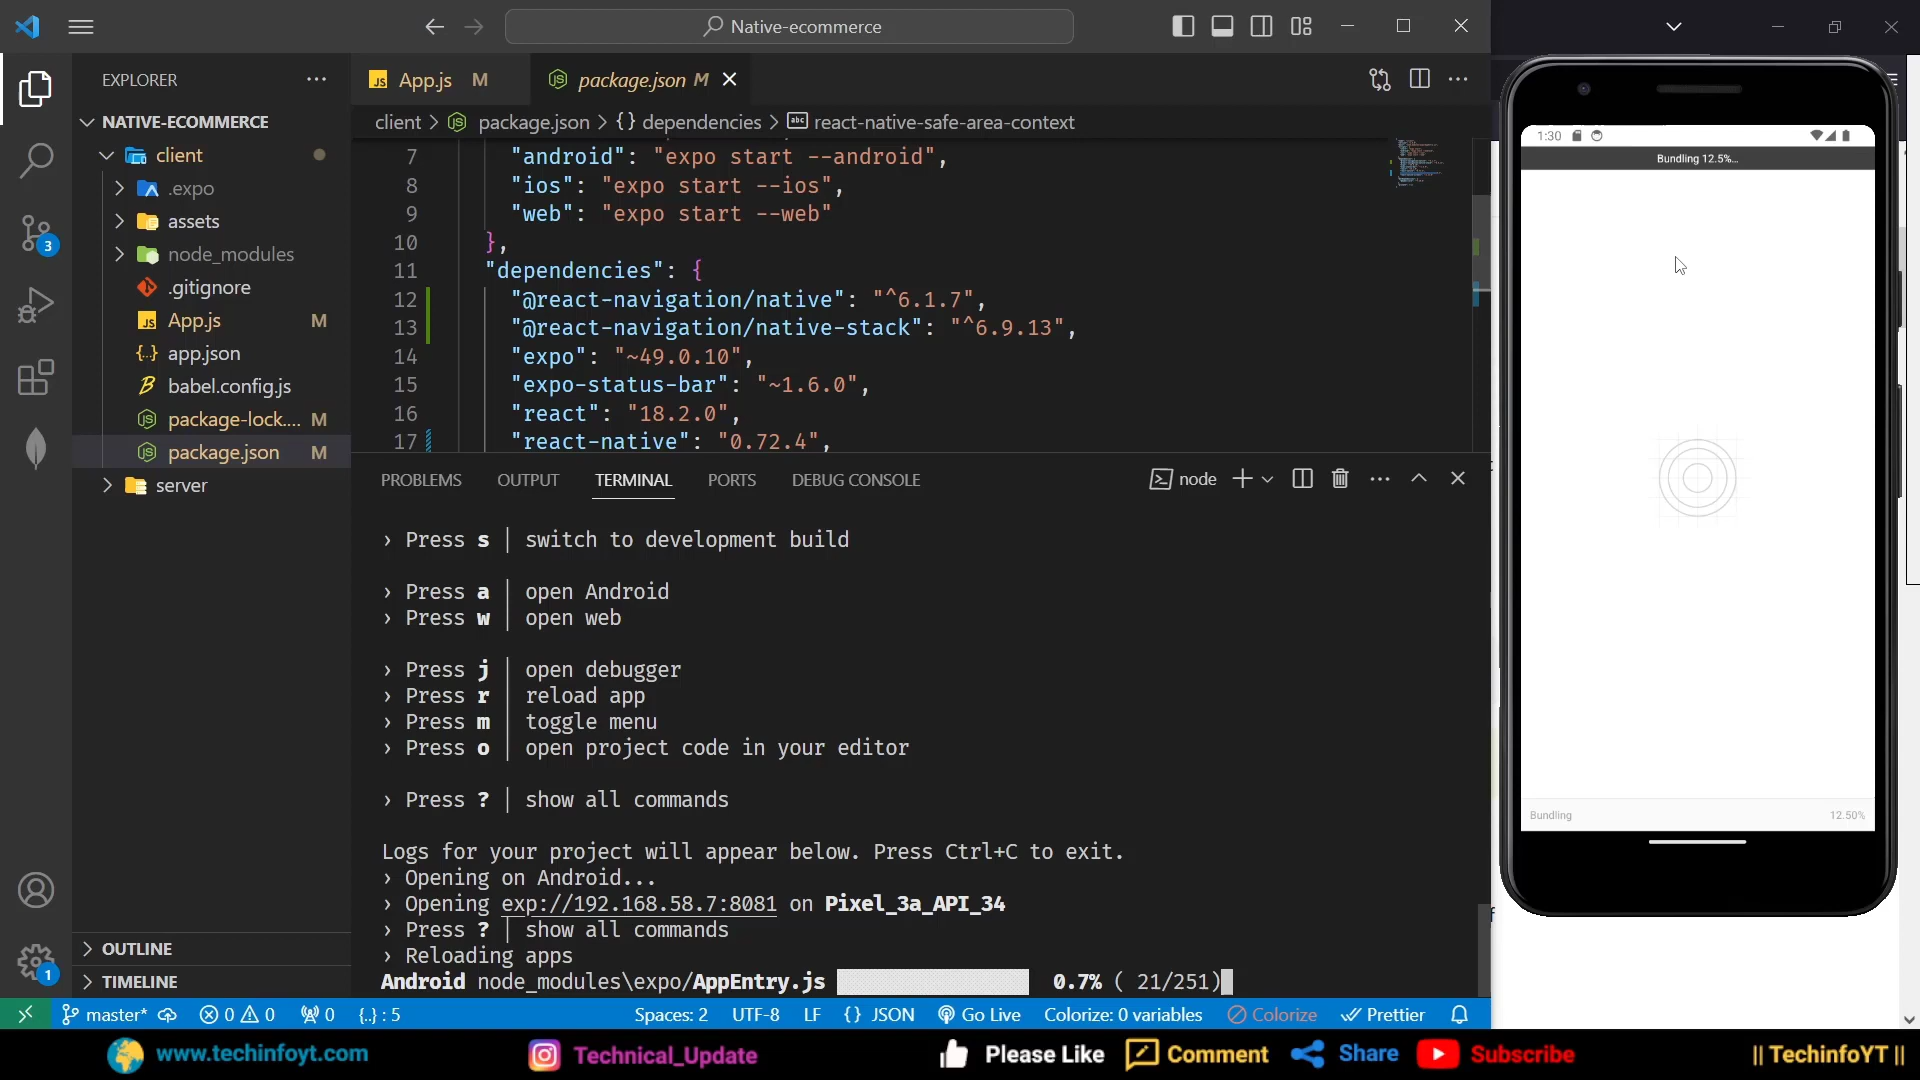 Native-ecommerce
EXPLORER
NATIVE-ECOMMERCE
client
.expo
assets
node_modules
.gitignore
App.js M
app.json
babel.config.js
package-lock.... M
package.json M
server
OUTLINE
TIMELINE
3
1
App.js M
package.json M
client > package.json > {} dependencies > react-native-safe-area-context
7 "android": "expo start --android",
8 "ios": "expo start --ios",
9 "web": "expo start --web"
10 },
11 "dependencies": {
12 "@react-navigation/native": "^6.1.7",
13 "@react-navigation/native-stack": "^6.9.13",
14 "expo": "~49.0.10",
15 "expo-status-bar": "~1.6.0",
16 "react": "18.2.0",
17 "react-native": "0.72.4",
PROBLEMS OUTPUT TERMINAL PORTS DEBUG CONSOLE
node
› Press s │ switch to development build
› Press a │ open Android
› Press w │ open web
› Press j │ open debugger
› Press r │ reload app
› Press m │ toggle menu
› Press o │ open project code in your editor
› Press ? │ show all commands
Logs for your project will appear below. Press Ctrl+C to exit.
› Opening on Android...
› Opening exp://192.168.58.7:8081 on Pixel_3a_API_34
› Press ? │ show all commands
› Reloading apps
Android node_modules\expo/AppEntry.js 0.7% ( 21/251)
master* 0 0 0 {..} : 5 Spaces: 2 UTF-8 LF {} JSON Go Live Colorize: 0 variables Colorize Prettier
1:30
Bundling 12.5%...
Bundling 12.50%
www.techinfoyt.com Technical_Update Please Like Comment Share Subscribe || TechinfoYT ||